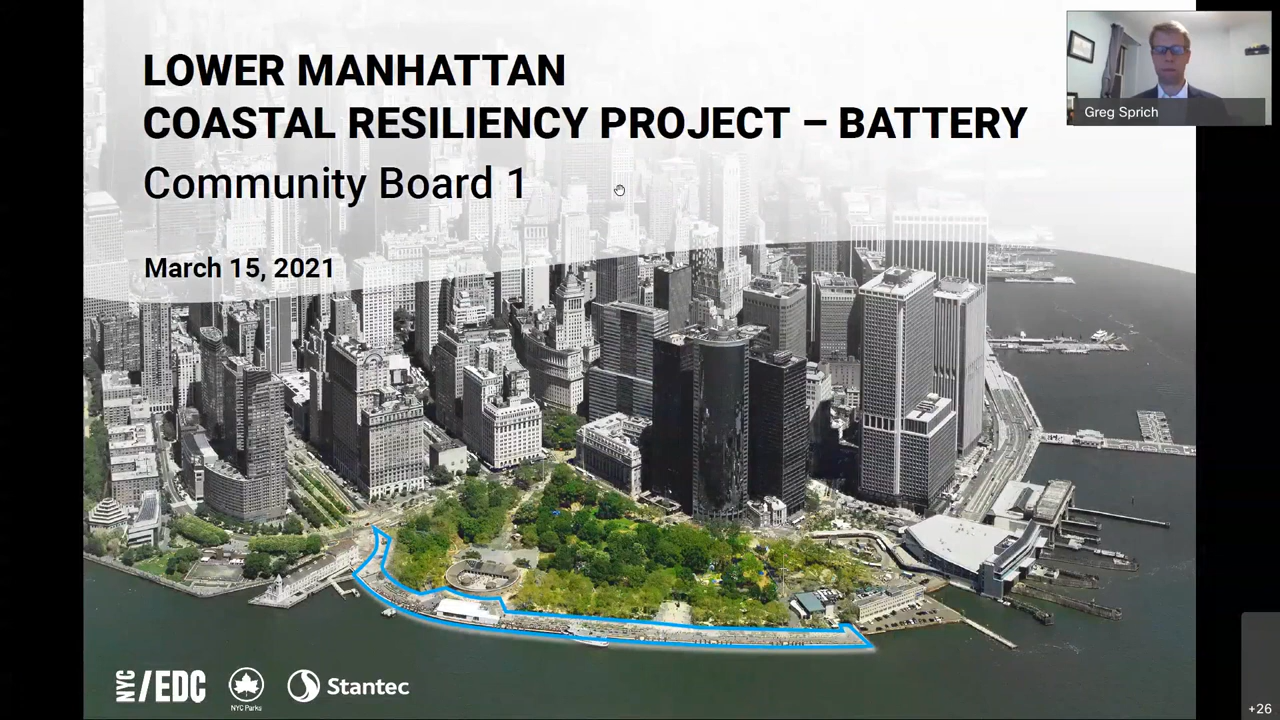 LOWER MANHATTAN
COASTAL RESILIENCY PROJECT – BATTERY
Community Board 1
March 15, 2021
Greg Sprich
NYC/EDC
NYC Parks
Stantec
+26